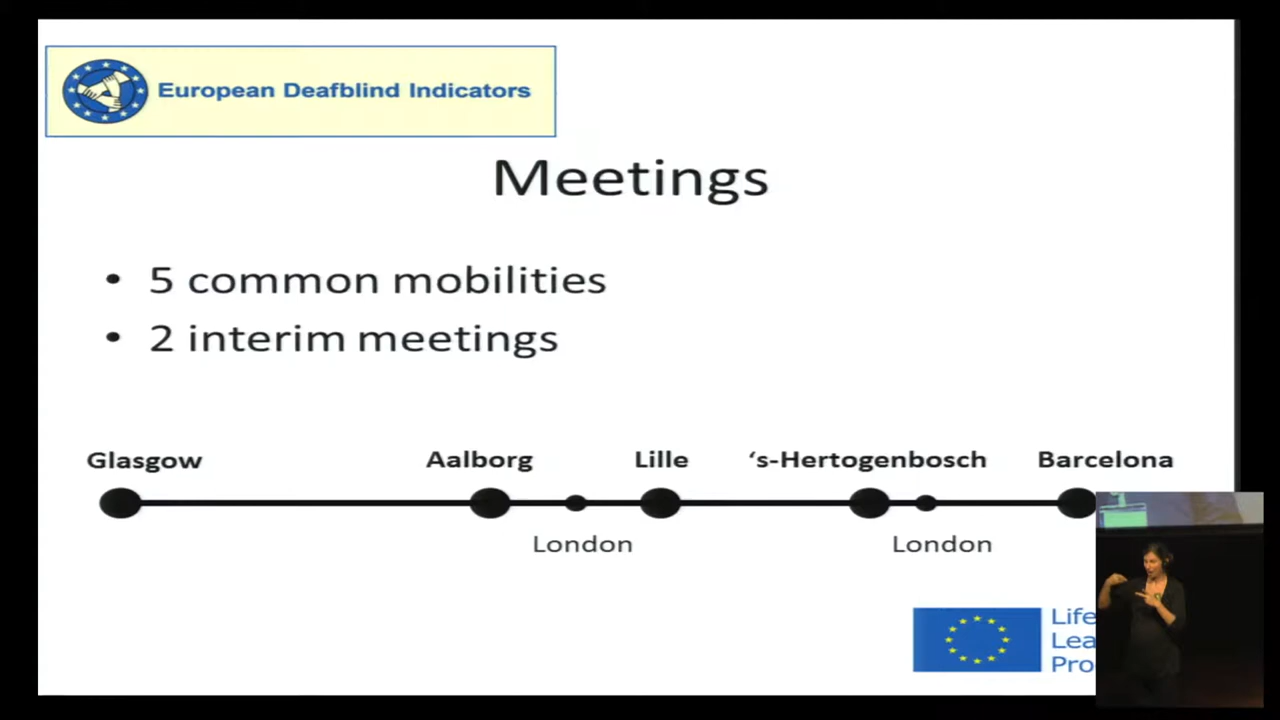 European Deafblind Indicators
Meetings
• 5 common mobilities
• 2 interim meetings
Glasgow Aalborg Lille ‘s-Hertogenbosch Barcelona
London London
Life
Lea
Pro